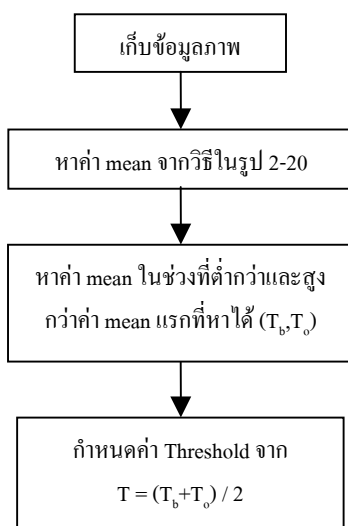 เก็บข้อมูลภาพ
หาค่า mean จากวิธีในรูป 2-20
หาค่า mean ในช่วงที่ต่ำกว่าและสูง
กว่าค่า mean แรกที่หาได้ (T_b,T_o)
กำหนดค่า Threshold จาก
T = (T_b+T_o) / 2